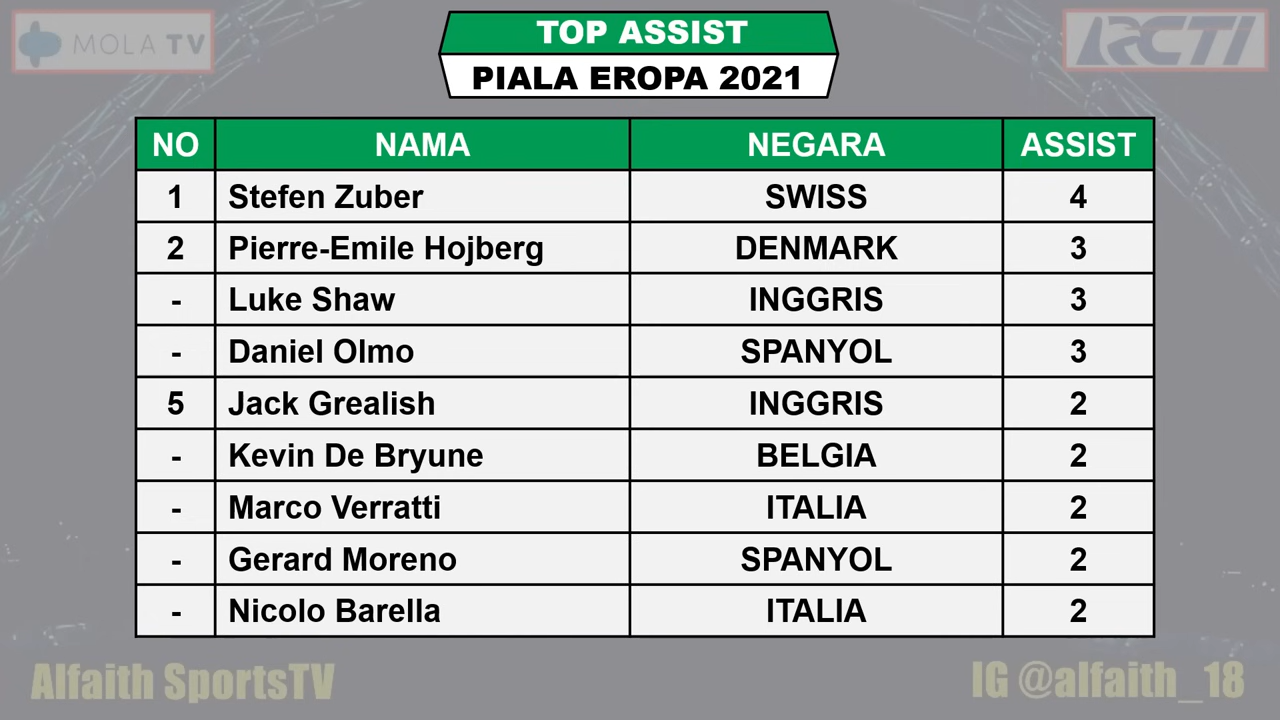 MOLA TV
TOP ASSIST
RCTI
PIALA EROPA 2021
NO NAMA NEGARA ASSIST
1 Stefen Zuber SWISS 4
2 Pierre-Emile Hojberg DENMARK 3
- Luke Shaw INGGRIS 3
- Daniel Olmo SPANYOL 3
5 Jack Grealish INGGRIS 2
- Kevin De Bryune BELGIA 2
- Marco Verratti ITALIA 2
- Gerard Moreno SPANYOL 2
- Nicolo Barella ITALIA 2
Alfaith SportsTV
IG @alfaith_18